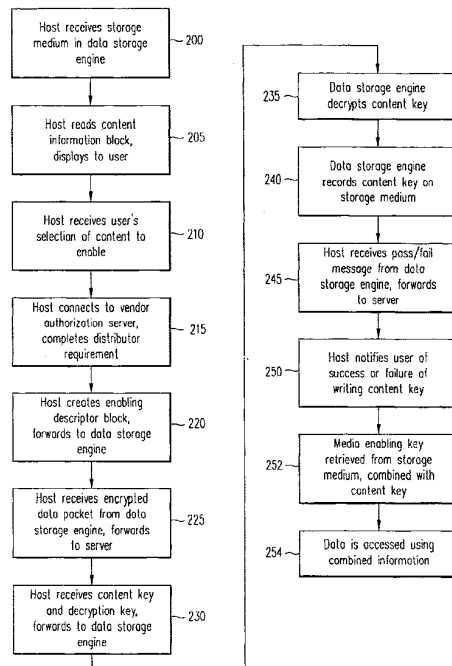 Host receives storage
medium in data storage
engine
200
Host reads content
information block,
displays to user
205
Host receives user's
selection of content to
enable
210
Host connects to vendor
authorization server,
completes distributor
requirement
215
Host creates enabling
descriptor block,
forwards to data storage
engine
220
Host receives encrypted
data packet from data
storage engine, forwards
to server
225
Host receives content key
and decryption key,
forwards to data storage
engine
230
235
Data storage engine
decrypts content key
240
Data storage engine
records content key on
storage medium
245
Host receives pass/fail
message from data
storage engine, forwards
to server
250
Host notifies user of
success or failure of
writing content key
252
Media enabling key
retrieved from storage
medium, combined with
content key
254
Data is accessed using
combined information